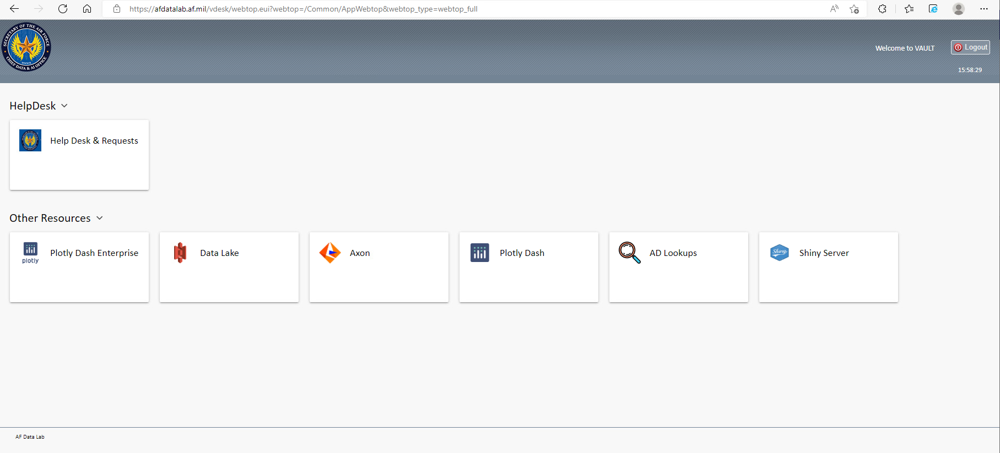 https://afdatalab.af.mil/vdesk/webtop.eui?webtop=/Common/AppWebtop&webtop_type=webtop_full
SECRETARY OF THE AIR FORCE
MMXIX
CHIEF DATA & AI OFFICE
Welcome to VAULT
Logout
15:58:29
HelpDesk
Help Desk & Requests
Other Resources
plotly
Plotly Dash Enterprise
Data Lake
Axon
Plotly Dash
AD Lookups
Shiny
Shiny Server
AF Data Lab